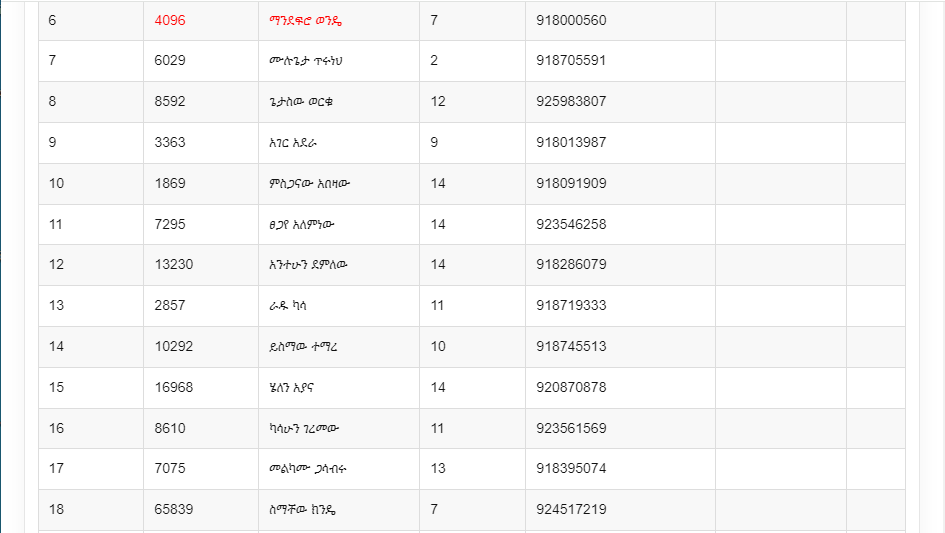 6 4096 ማንደፍሮ ወንዴ 7 918000560
7 6029 ሙሉጌታ ጥሩነህ 2 918705591
8 8592 ጌታሰው ወርቁ 12 925983807
9 3363 አገር አደራ 9 918013987
10 1869 ምስጋናው አበዛው 14 918091909
11 7295 ፀጋየ አለምነው 14 923546258
12 13230 አንተሁን ደምለው 14 918286079
13 2857 ራዱ ካሳ 11 918719333
14 10292 ይስማው ተማረ 10 918745513
15 16968 ሄለን አያና 14 920870878
16 8610 ካሳሁን ገረመው 11 923561569
17 7075 መልካሙ ጋሳብሩ 13 918395074
18 65839 ስማቸው ክንዴ 7 924517219